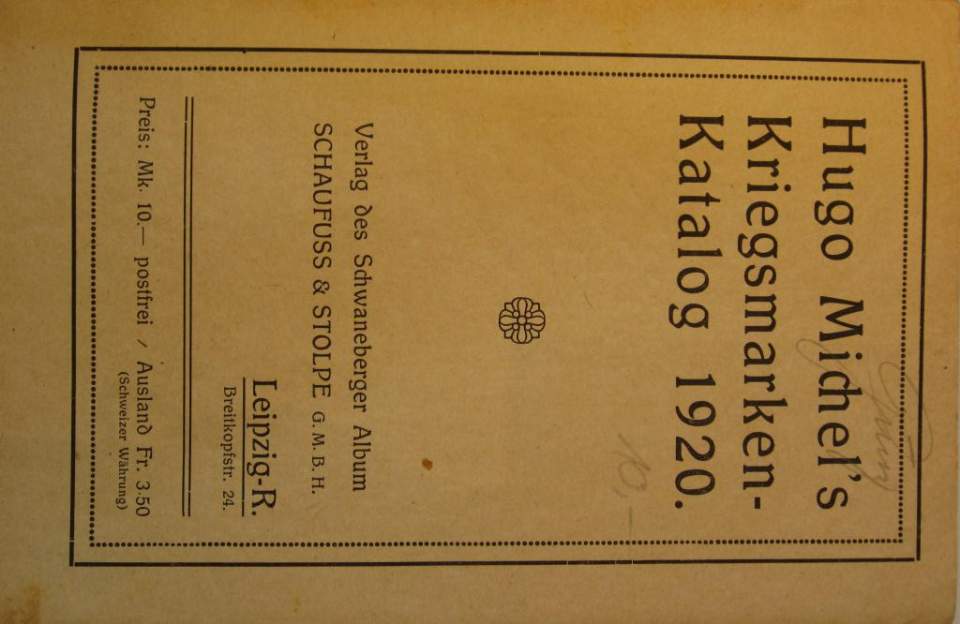 Hugo Michel's
Kriegsmarken-
Katalog 1920.
10,—
Verlag des Schwaneberger Album
SCHAUFUSS & STOLPE G. M. B. H.
Leipzig-R.
Breitkopfstr. 24.
Preis: Mk. 10.— postfrei / Ausland Fr. 3.50
(Schweizer Währung)